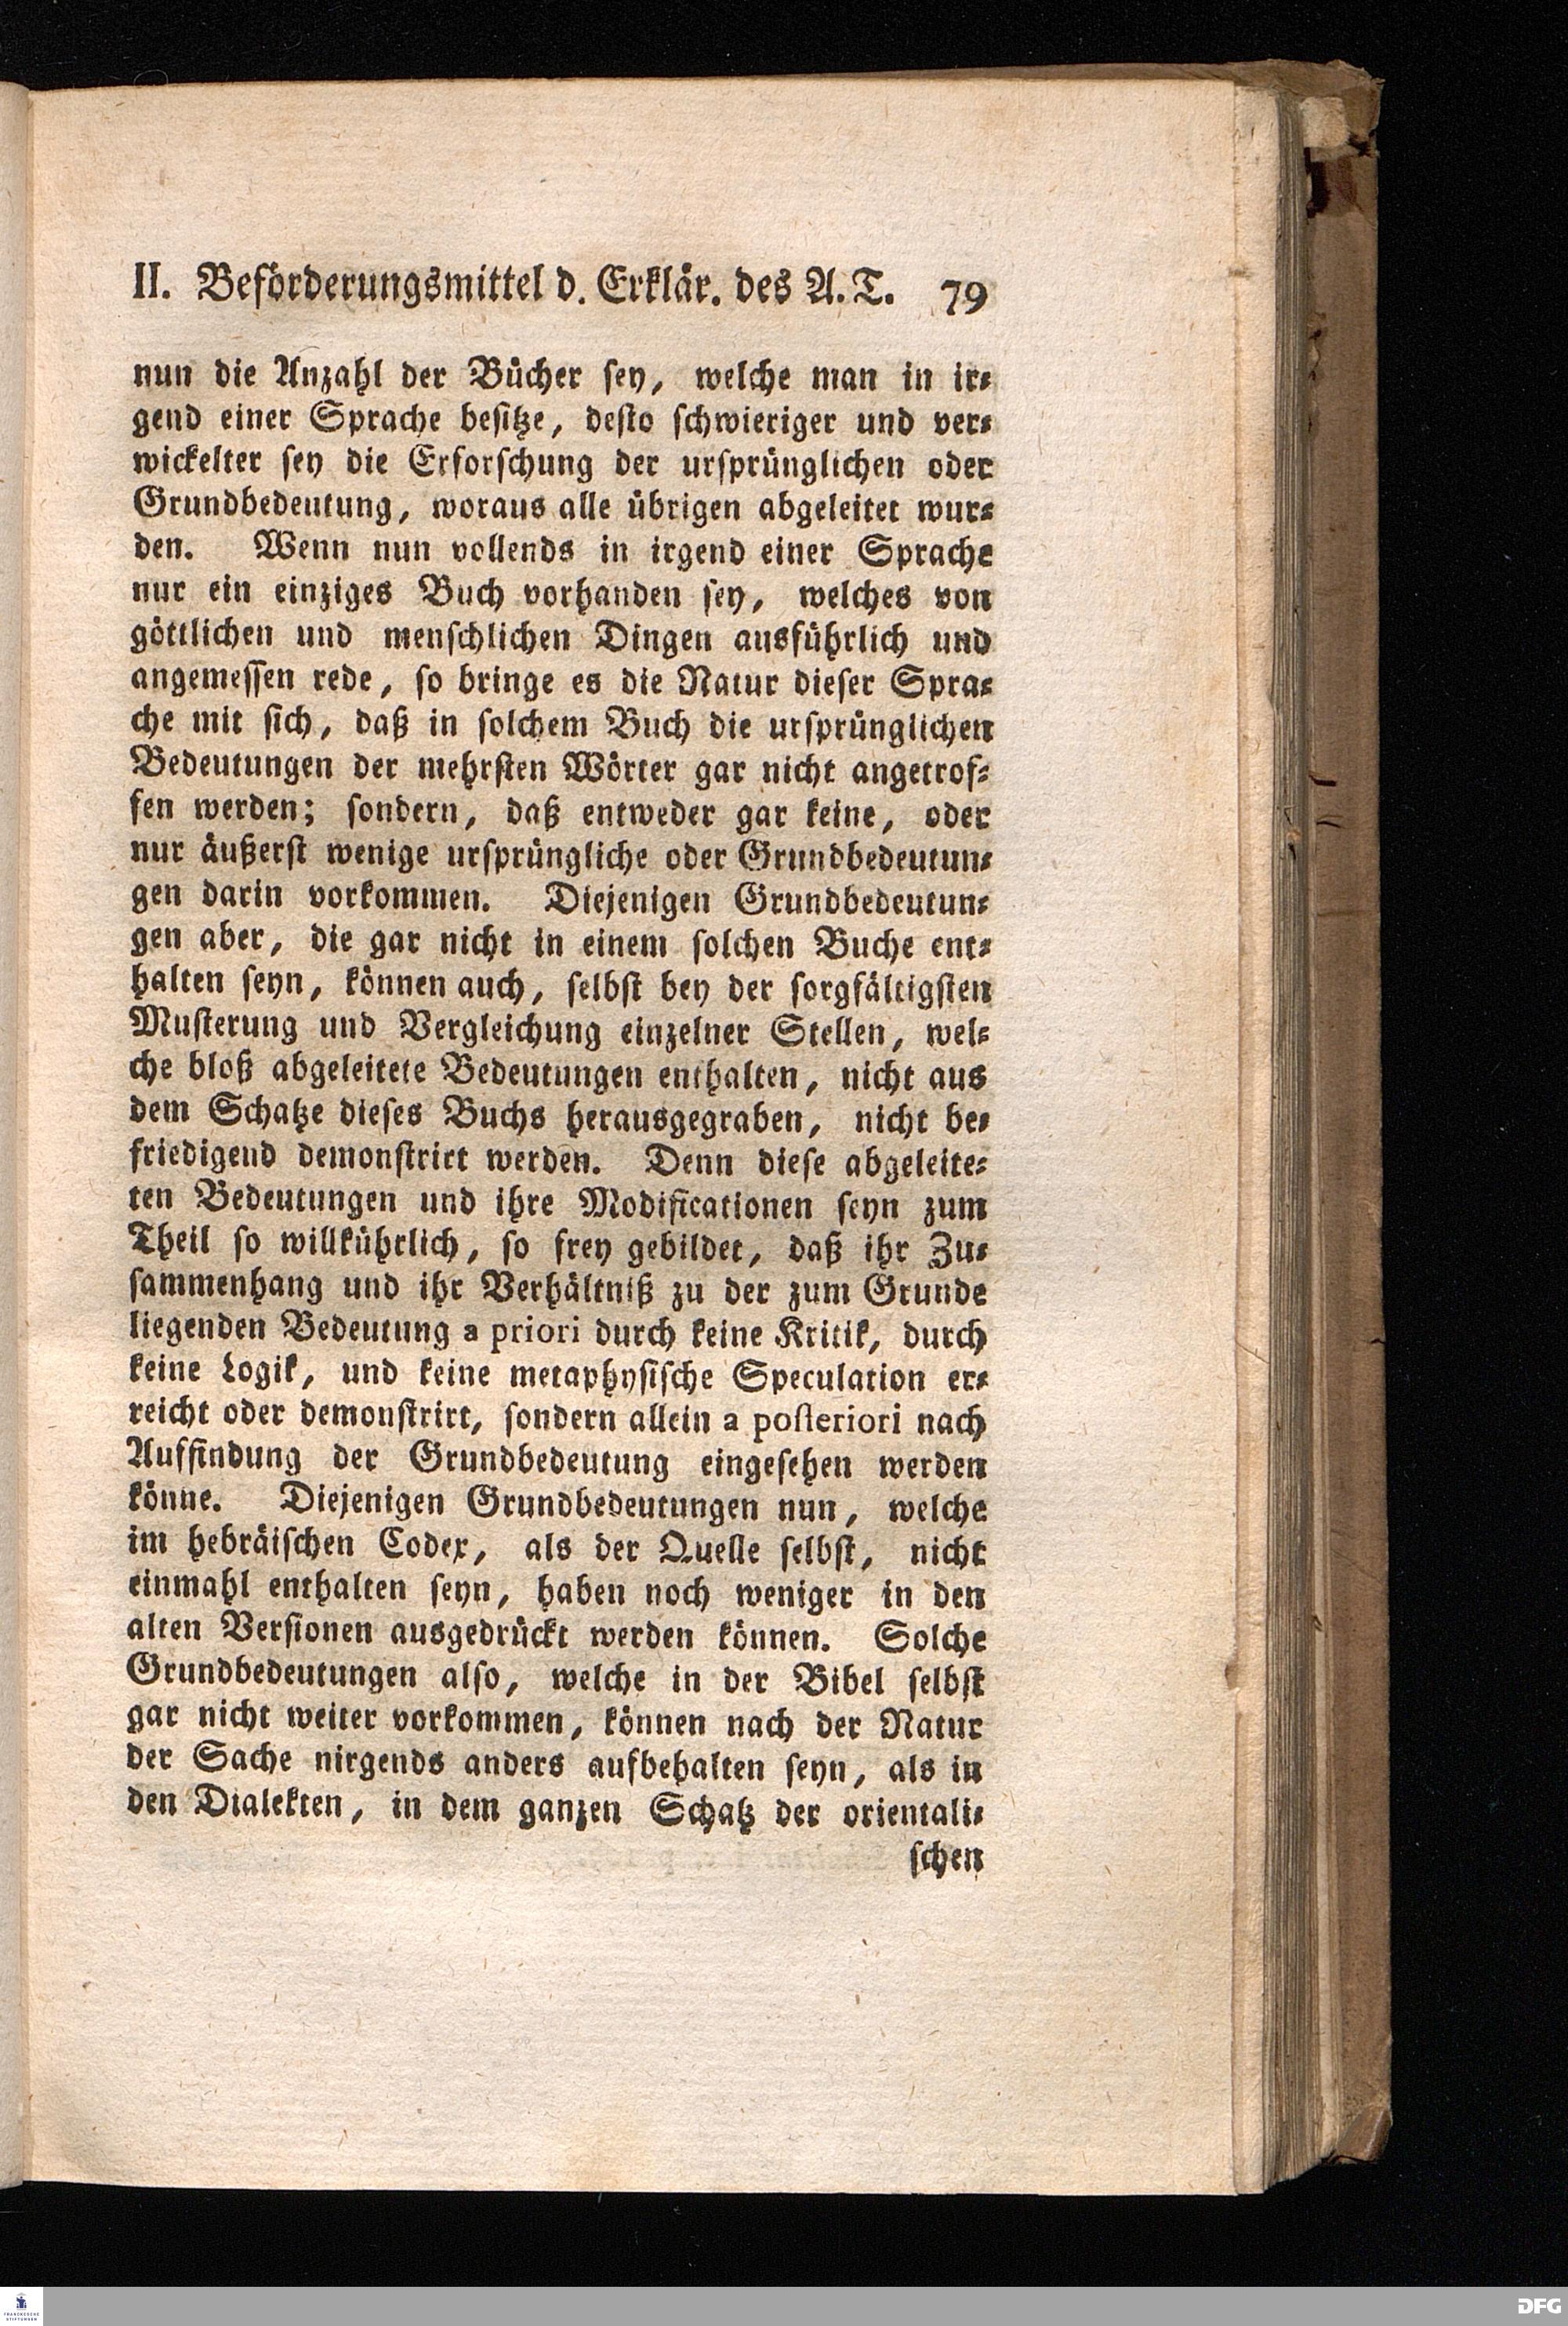 II. Beförderungsmittel d. Erklär. des A. T. 79
nun die Anzahl der Bücher sey, welche man in ir⸗
gend einer Sprache besitze, desto schwieriger und ver⸗
wickelter sey die Erforschung der ursprünglichen oder
Grundbedeutung, woraus alle übrigen abgeleitet wur⸗
den. Wenn nun vollends in irgend einer Sprache
nur ein einziges Buch vorhanden sey, welches von
göttlichen und menschlichen Dingen ausführlich und
angemessen rede, so bringe es die Natur dieser Spra⸗
che mit sich, daß in solchem Buch die ursprünglichen
Bedeutungen der mehrsten Wörter gar nicht angetrof⸗
fen werden; sondern, daß entweder gar keine, oder
nur äußerst wenige ursprüngliche oder Grundbedeutun⸗
gen darin vorkommen. Diejenigen Grundbedeutun⸗
gen aber, die gar nicht in einem solchen Buche ent⸗
halten seyn, können auch, selbst bey der sorgfältigsten
Musterung und Vergleichung einzelner Stellen, wel⸗
che bloß abgeleitete Bedeutungen enthalten, nicht aus
dem Schatze dieses Buchs herausgegraben, nicht be⸗
friedigend demonstrirt werden. Denn diese abgeleite⸗
ten Bedeutungen und ihre Modificationen seyn zum
Theil so willkührlich, so frey gebildet, daß ihr Zu⸗
sammenhang und ihr Verhältniß zu der zum Grunde
liegenden Bedeutung a priori durch keine Kritik, durch
keine Logik, und keine metaphysische Speculation er⸗
reicht oder demonstrirt, sondern allein a posteriori nach
Auffindung der Grundbedeutung eingesehen werden
könne. Diejenigen Grundbedeutungen nun, welche
im hebräischen Codex, als der Quelle selbst, nicht
einmahl enthalten seyn, haben noch weniger in den
alten Versionen ausgedrückt werden können. Solche
Grundbedeutungen also, welche in der Bibel selbst
gar nicht weiter vorkommen, können nach der Natur
der Sache nirgends anders aufbehalten seyn, als in
den Dialekten, in dem ganzen Schatz der orientali⸗
schen
FRANCKESCHE
STIFTUNGEN
DFG